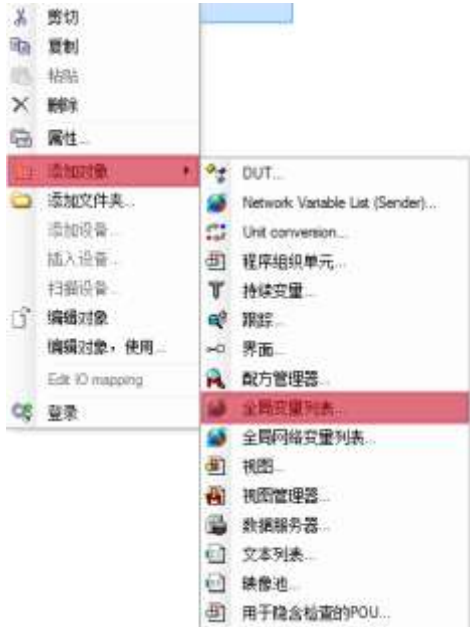 剪切
复制
粘贴
删除
属性...
添加对象
添加文件夹...
添加设备...
插入设备...
扫描设备...
编辑对象
编辑对象，使用...
Edit IO mapping
登录
DUT...
Network Variable List (Sender)...
Unit conversion...
程序组织单元...
持续变量...
跟踪...
界面...
配方管理器...
全局变量列表...
全局网络变量列表...
视图...
视图管理器...
数据服务器...
文本列表...
映像池...
用于隐含检查的POU...